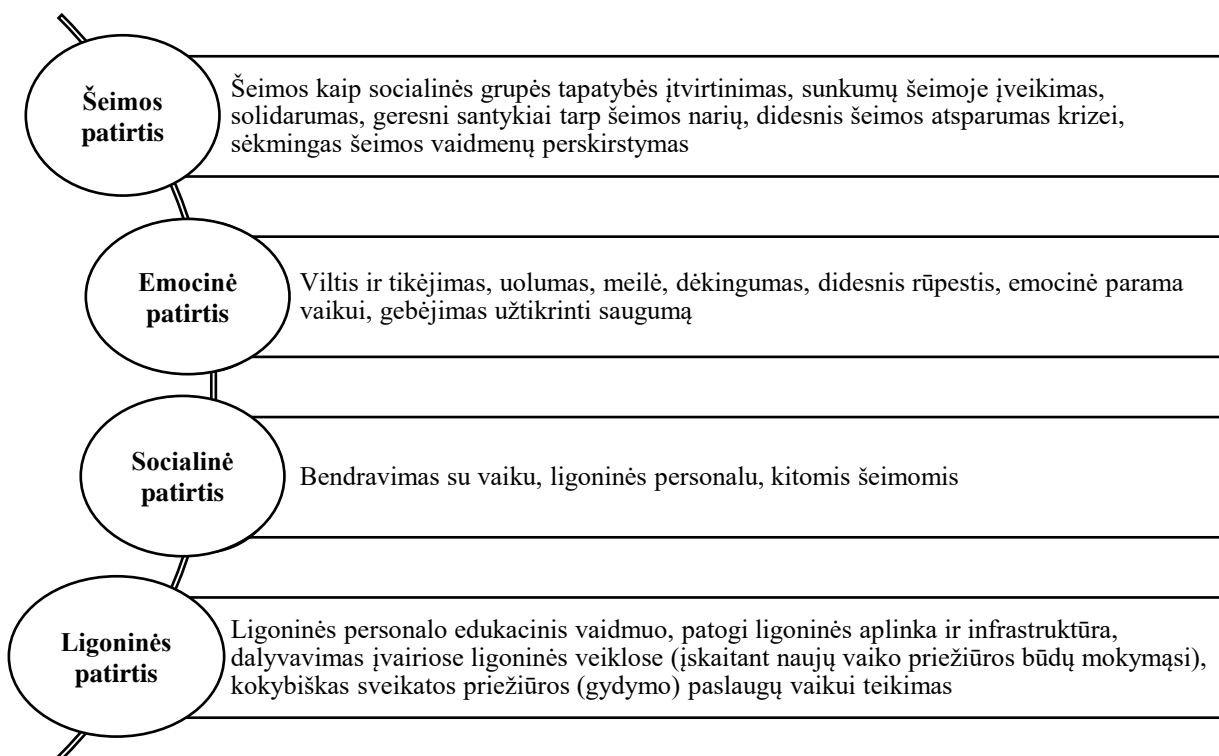 Šeimos
patirtis
Šeimos kaip socialinės grupės tapatybės įtvirtinimas, sunkumų šeimoje įveikimas,
solidarumas, geresni santykiai tarp šeimos narių, didesnis šeimos atsparumas krizei,
sėkmingas šeimos vaidmenų perskirstymas
Emocinė
patirtis
Viltis ir tikėjimas, uolumas, meilė, dėkingumas, didesnis rūpestis, emocinė parama
vaikui, gebėjimas užtikrinti saugumą
Socialinė
patirtis
Bendravimas su vaiku, ligoninės personalu, kitomis šeimomis
Ligoninės
patirtis
Ligoninės personalo edukacinis vaidmuo, patogi ligoninės aplinka ir infrastruktūra,
dalyvavimas įvairiose ligoninės veiklose (įskaitant naujų vaiko priežiūros būdų mokymąsi),
kokybiškas sveikatos priežiūros (gydymo) paslaugų vaikui teikimas